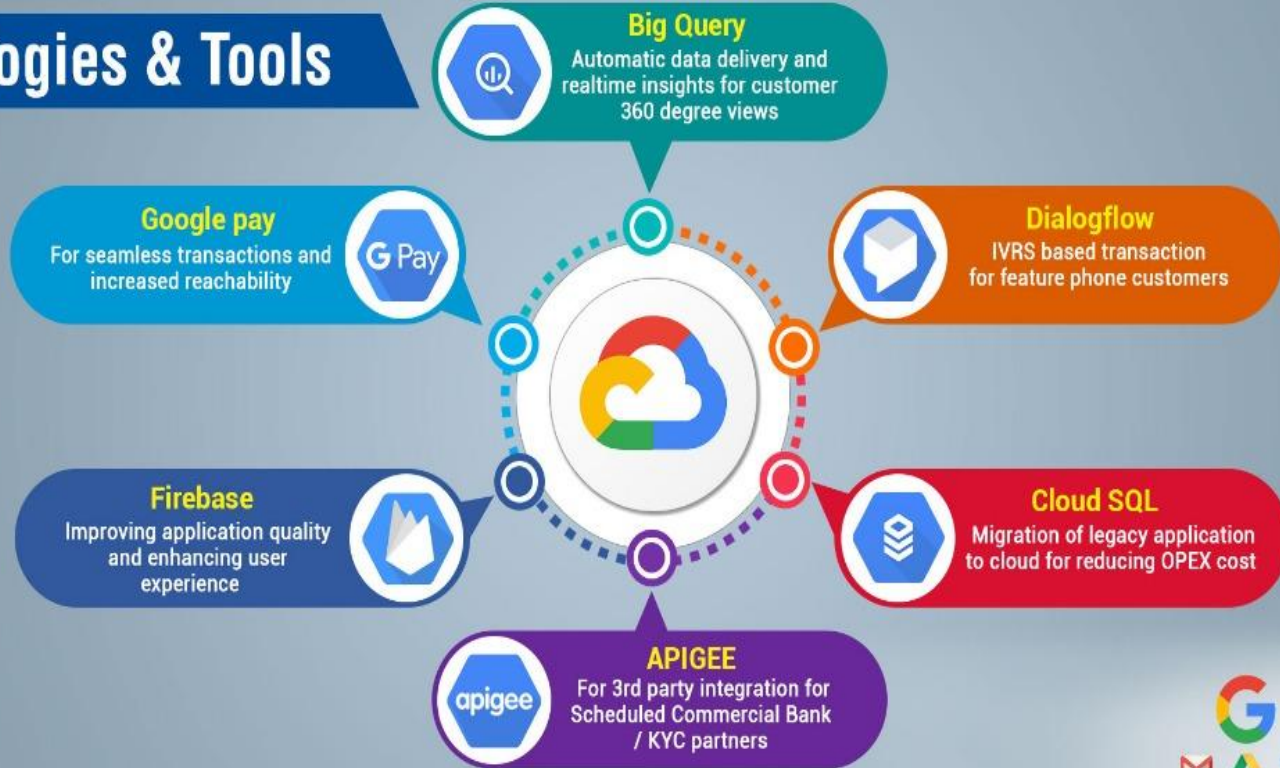 ogies & Tools
Big Query
Automatic data delivery and
realtime insights for customer
360 degree views
Google pay
For seamless transactions and
increased reachability
G Pay
Dialogflow
IVRS based transaction
for feature phone customers
Firebase
Improving application quality
and enhancing user
experience
Cloud SQL
Migration of legacy application
to cloud for reducing OPEX cost
apigee
APIGEE
For 3rd party integration for
Scheduled Commercial Bank
/ KYC partners
G